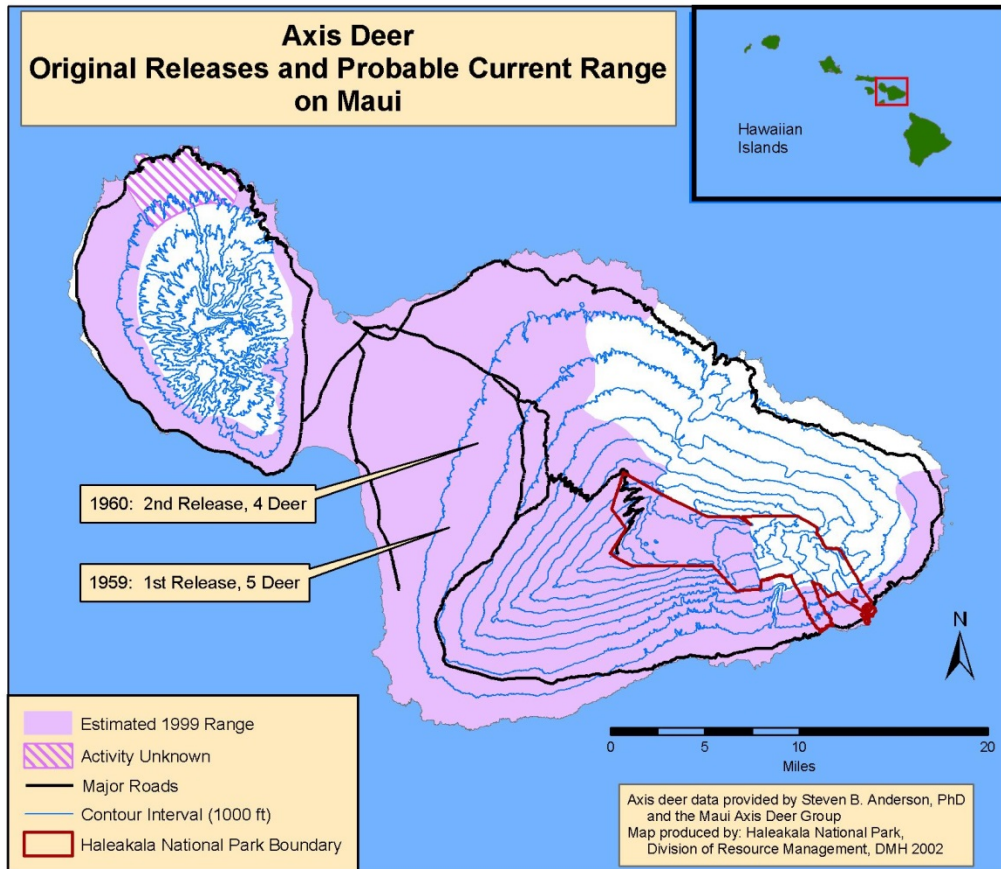 Axis Deer
Original Releases and Probable Current Range
on Maui
Hawaiian
Islands
1960: 2nd Release, 4 Deer
1959: 1st Release, 5 Deer
N
Estimated 1999 Range
Activity Unknown
Major Roads
Contour Interval (1000 ft)
Haleakala National Park Boundary
0 5 10 20
Miles
Axis deer data provided by Steven B. Anderson, PhD
and the Maui Axis Deer Group
Map produced by: Haleakala National Park,
Division of Resource Management, DMH 2002